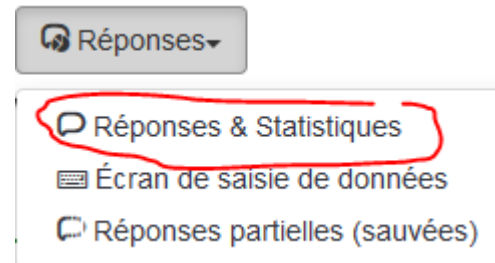 Réponses
Réponses & Statistiques
Écran de saisie de données
Réponses partielles (sauvées)